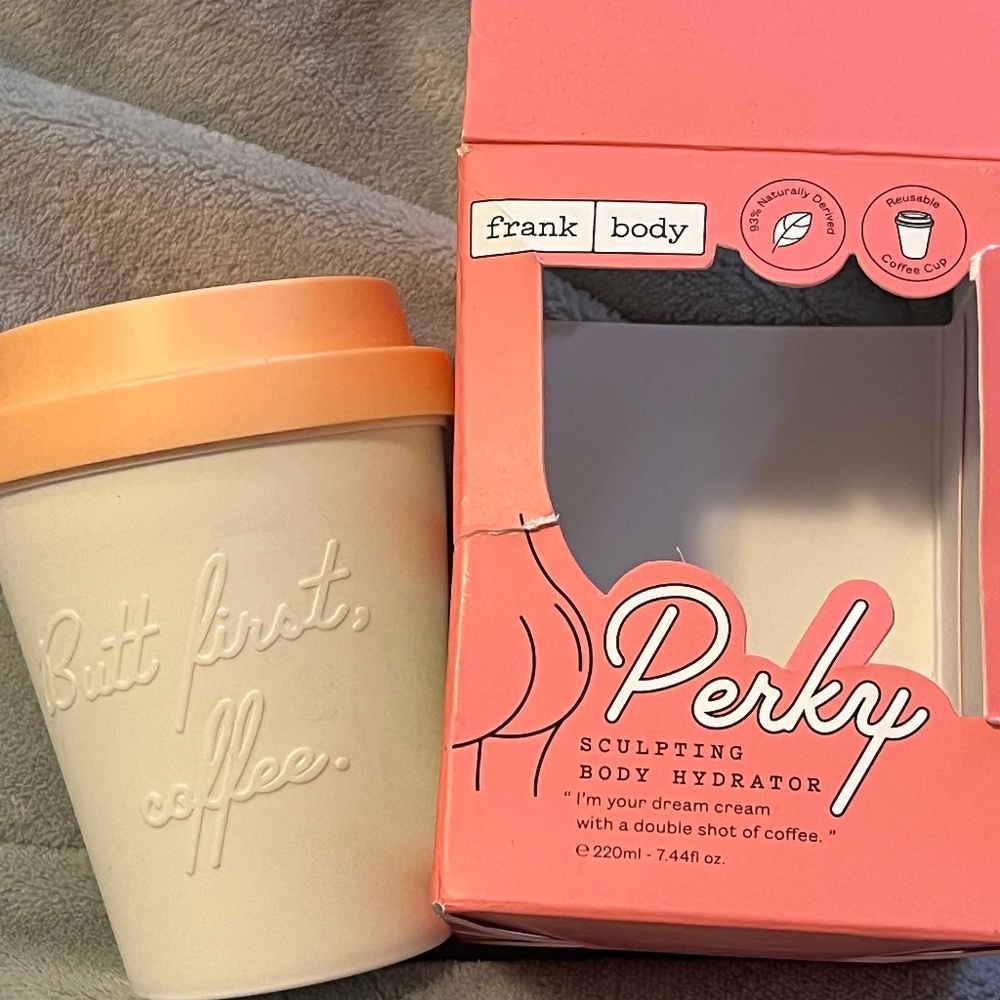 Butt first,
coffee.
frank body
93% Naturally Derived
Reusable
Coffee Cup
Perky
SCULPTING
BODY HYDRATOR
“ I'm your dream cream
with a double shot of coffee. ”
℮ 220ml - 7.44fl oz.